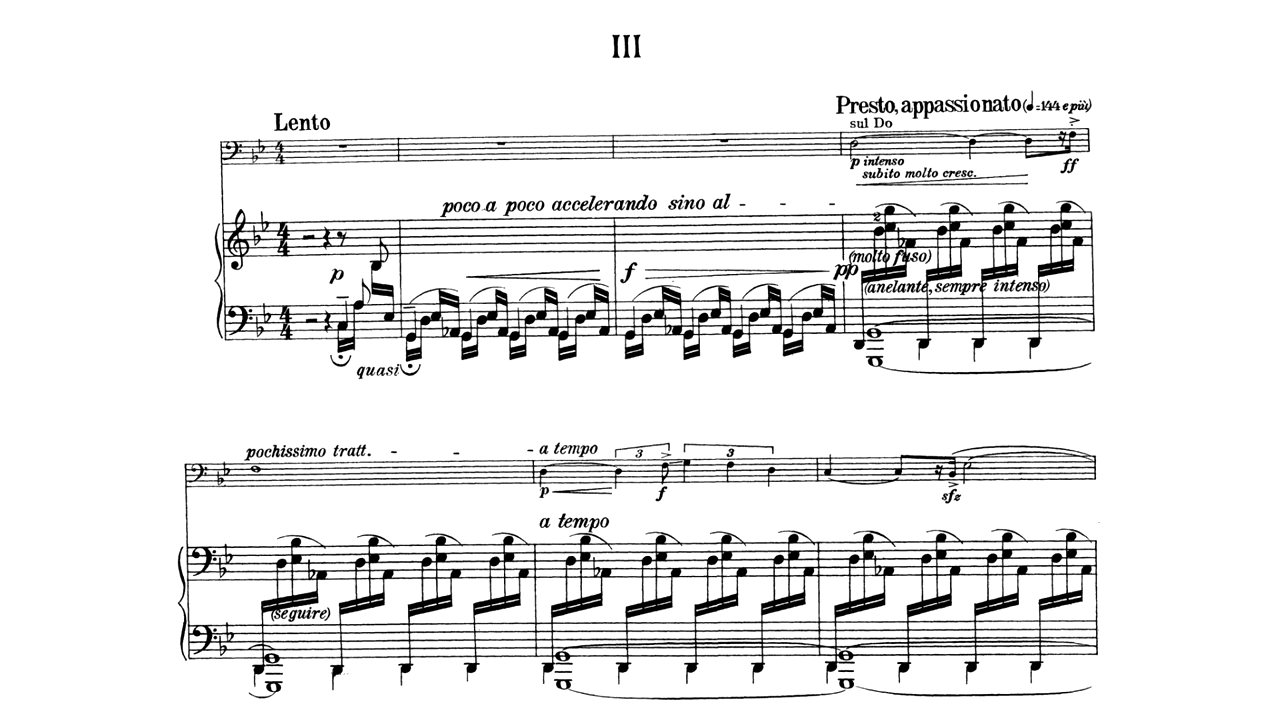 III
Lento
Presto, appassionato (♩=144 e più)
sul Do
p intenso
subito molto cresc.
ff
poco a poco accelerando sino al - - - -
p
f
pp
2
(molto fuso)
(anelante, sempre intenso)
quasi
pochissimo tratt. - - - a tempo
3
3
p
f
sfz
a tempo
(seguire)